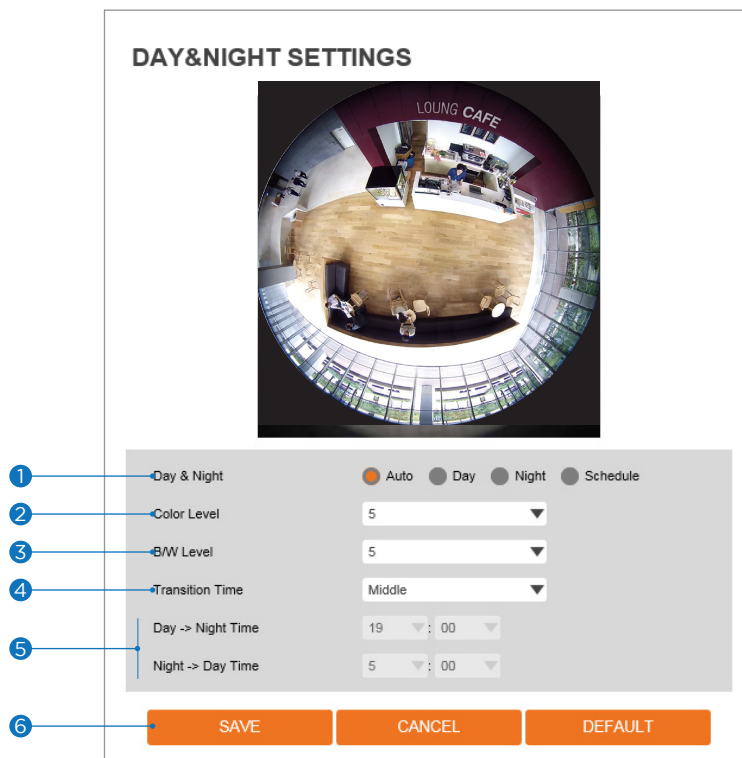 DAY&NIGHT SETTINGS
LOUNG CAFE
1 Day & Night Auto Day Night Schedule
2 Color Level 5
3 B/W Level 5
4 Transition Time Middle
5
Day -> Night Time 19 : 00
Night -> Day Time 5 : 00
6 SAVE CANCEL DEFAULT